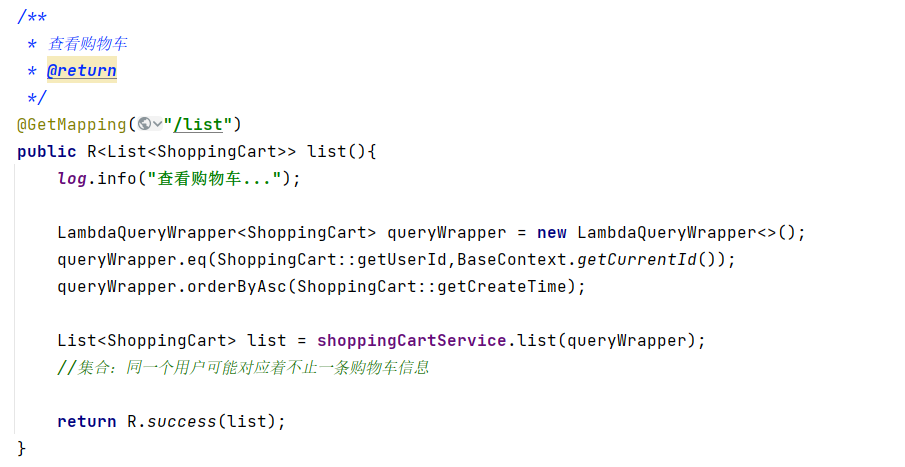 /**
 * 查看购物车
 * @return
 */
@GetMapping("/list")
public R<List<ShoppingCart>> list(){
    log.info("查看购物车...");
    LambdaQueryWrapper<ShoppingCart> queryWrapper = new LambdaQueryWrapper<>();
    queryWrapper.eq(ShoppingCart::getUserId,BaseContext.getCurrentId());
    queryWrapper.orderByAsc(ShoppingCart::getCreateTime);
    List<ShoppingCart> list = shoppingCartService.list(queryWrapper);
    //集合：同一个用户可能对应着不止一条购物车信息
    return R.success(list);
}